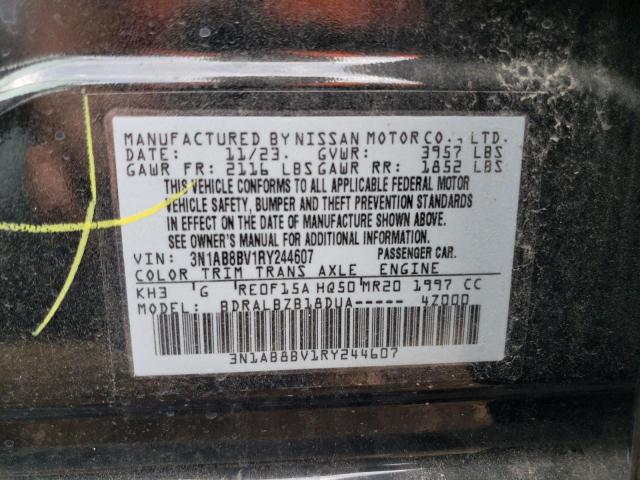 MANUFACTURED BY NISSAN MOTOR CO., LTD.
DATE: 11/23. GVWR: 3957 LBS
GAWR FR: 2116 LBS GAWR RR: 1852 LBS
THIS VEHICLE CONFORMS TO ALL APPLICABLE FEDERAL MOTOR
VEHICLE SAFETY, BUMPER AND THEFT PREVENTION STANDARDS
IN EFFECT ON THE DATE OF MANUFACTURE SHOWN ABOVE.
SEE OWNER'S MANUAL FOR ADDITIONAL INFORMATION
VIN: 3N1AB8BV1RY244607 PASSENGER CAR.
COLOR TRIM TRANS AXLE ENGINE
KH3 'G RE0F15A HQ50 MR20 1997 CC
MODEL: BDRALBZB18DUA----- 4Z000
3N1AB8BV1RY244607